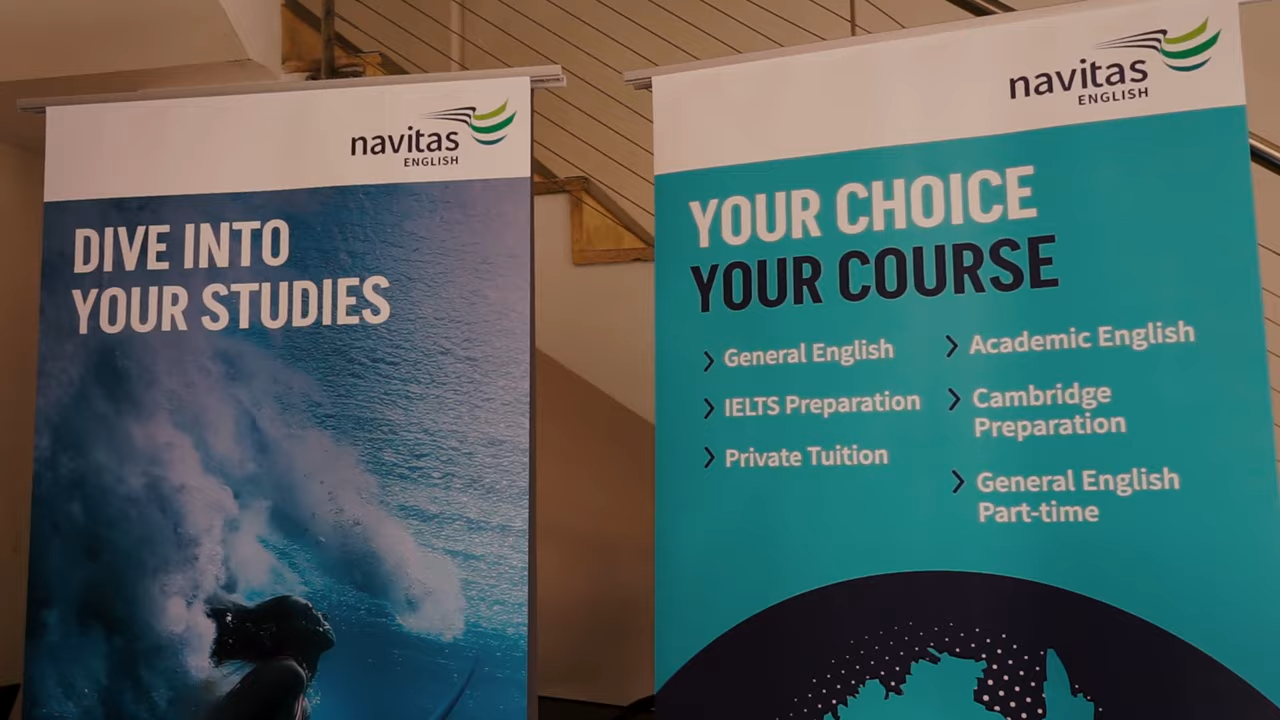 navitas
ENGLISH
DIVE INTO
YOUR STUDIES
navitas
ENGLISH
YOUR CHOICE
YOUR COURSE
General English
IELTS Preparation
Private Tuition
Academic English
Cambridge
Preparation
General English
Part-time